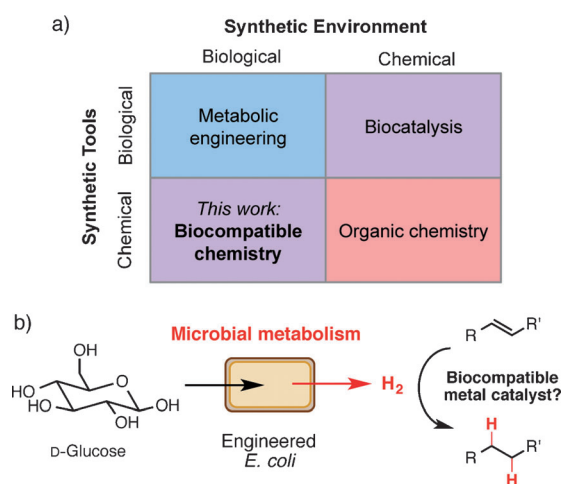 a)
Synthetic Environment
Biological
Chemical
Synthetic Tools
Biological
Chemical
Metabolic
engineering
Biocatalysis
This work:
Biocompatible
chemistry
Organic chemistry
b)
Microbial metabolism
OH
HO
HO
O
OH
OH
D-Glucose
Engineered
E. coli
H2
R
R'
Biocompatible
metal catalyst?
H
R
R'
H